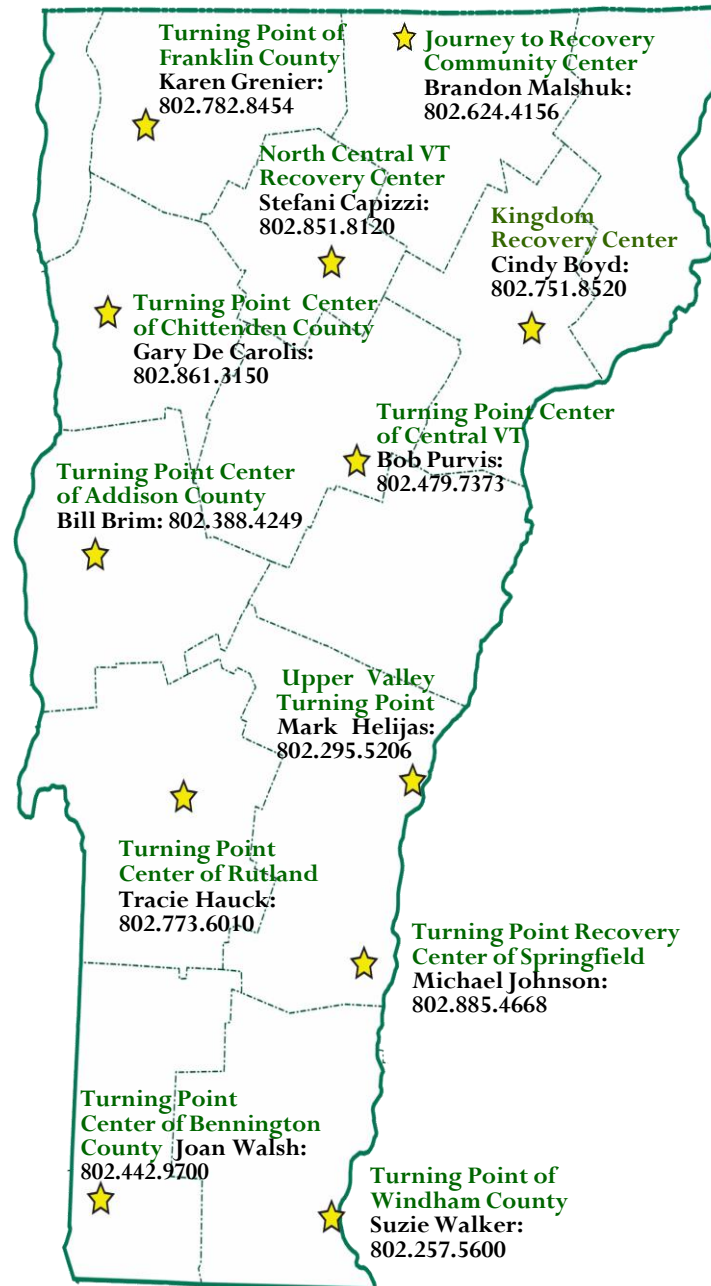 Turning Point of
Franklin County
Karen Grenier:
802.782.8454
Journey to Recovery
Community Center
Brandon Malshuk:
802.624.4156
North Central VT
Recovery Center
Stefani Capizzi:
802.851.8120
Kingdom
Recovery Center
Cindy Boyd:
802.751.8520
Turning Point Center
of Chittenden County
Gary De Carolis:
802.861.3150
Turning Point Center
of Central VT
Bob Purvis:
802.479.7373
Turning Point Center
of Addison County
Bill Brim: 802.388.4249
Upper Valley
Turning Point
Mark Helijas:
802.295.5206
Turning Point
Center of Rutland
Tracie Hauck:
802.773.6010
Turning Point Recovery
Center of Springfield
Michael Johnson:
802.885.4668
Turning Point
Center of Bennington
County Joan Walsh:
802.442.9700
Turning Point of
Windham County
Suzie Walker:
802.257.5600